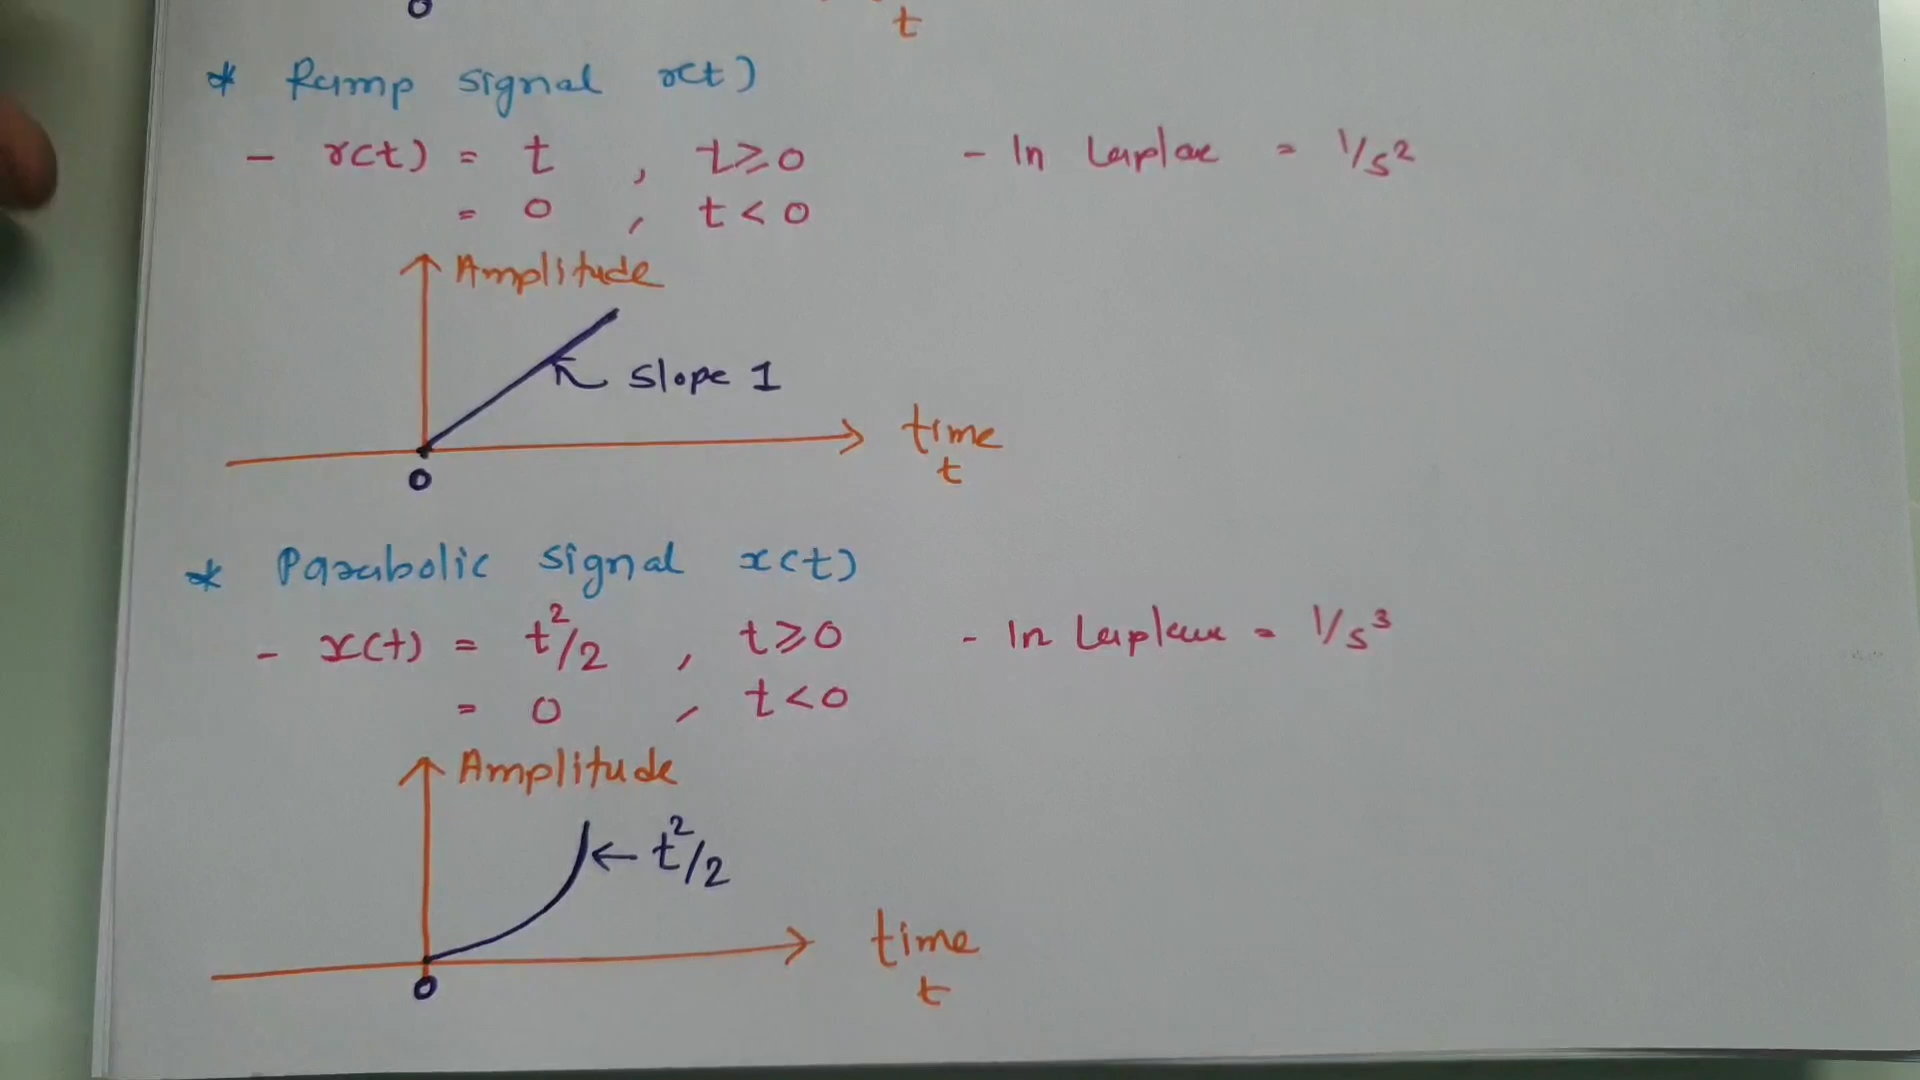 0
t
* Ramp signal r(t)
- r(t) = t , t≥0 - In Laplace = 1/s²
= 0 , t<0
Amplitude
slope 1
time
t
0
* Parabolic signal x(t)
- x(t) = t²/2 , t≥0 - In Laplace = 1/s³
= 0 , t<0
Amplitude
t²/2
time
t
0